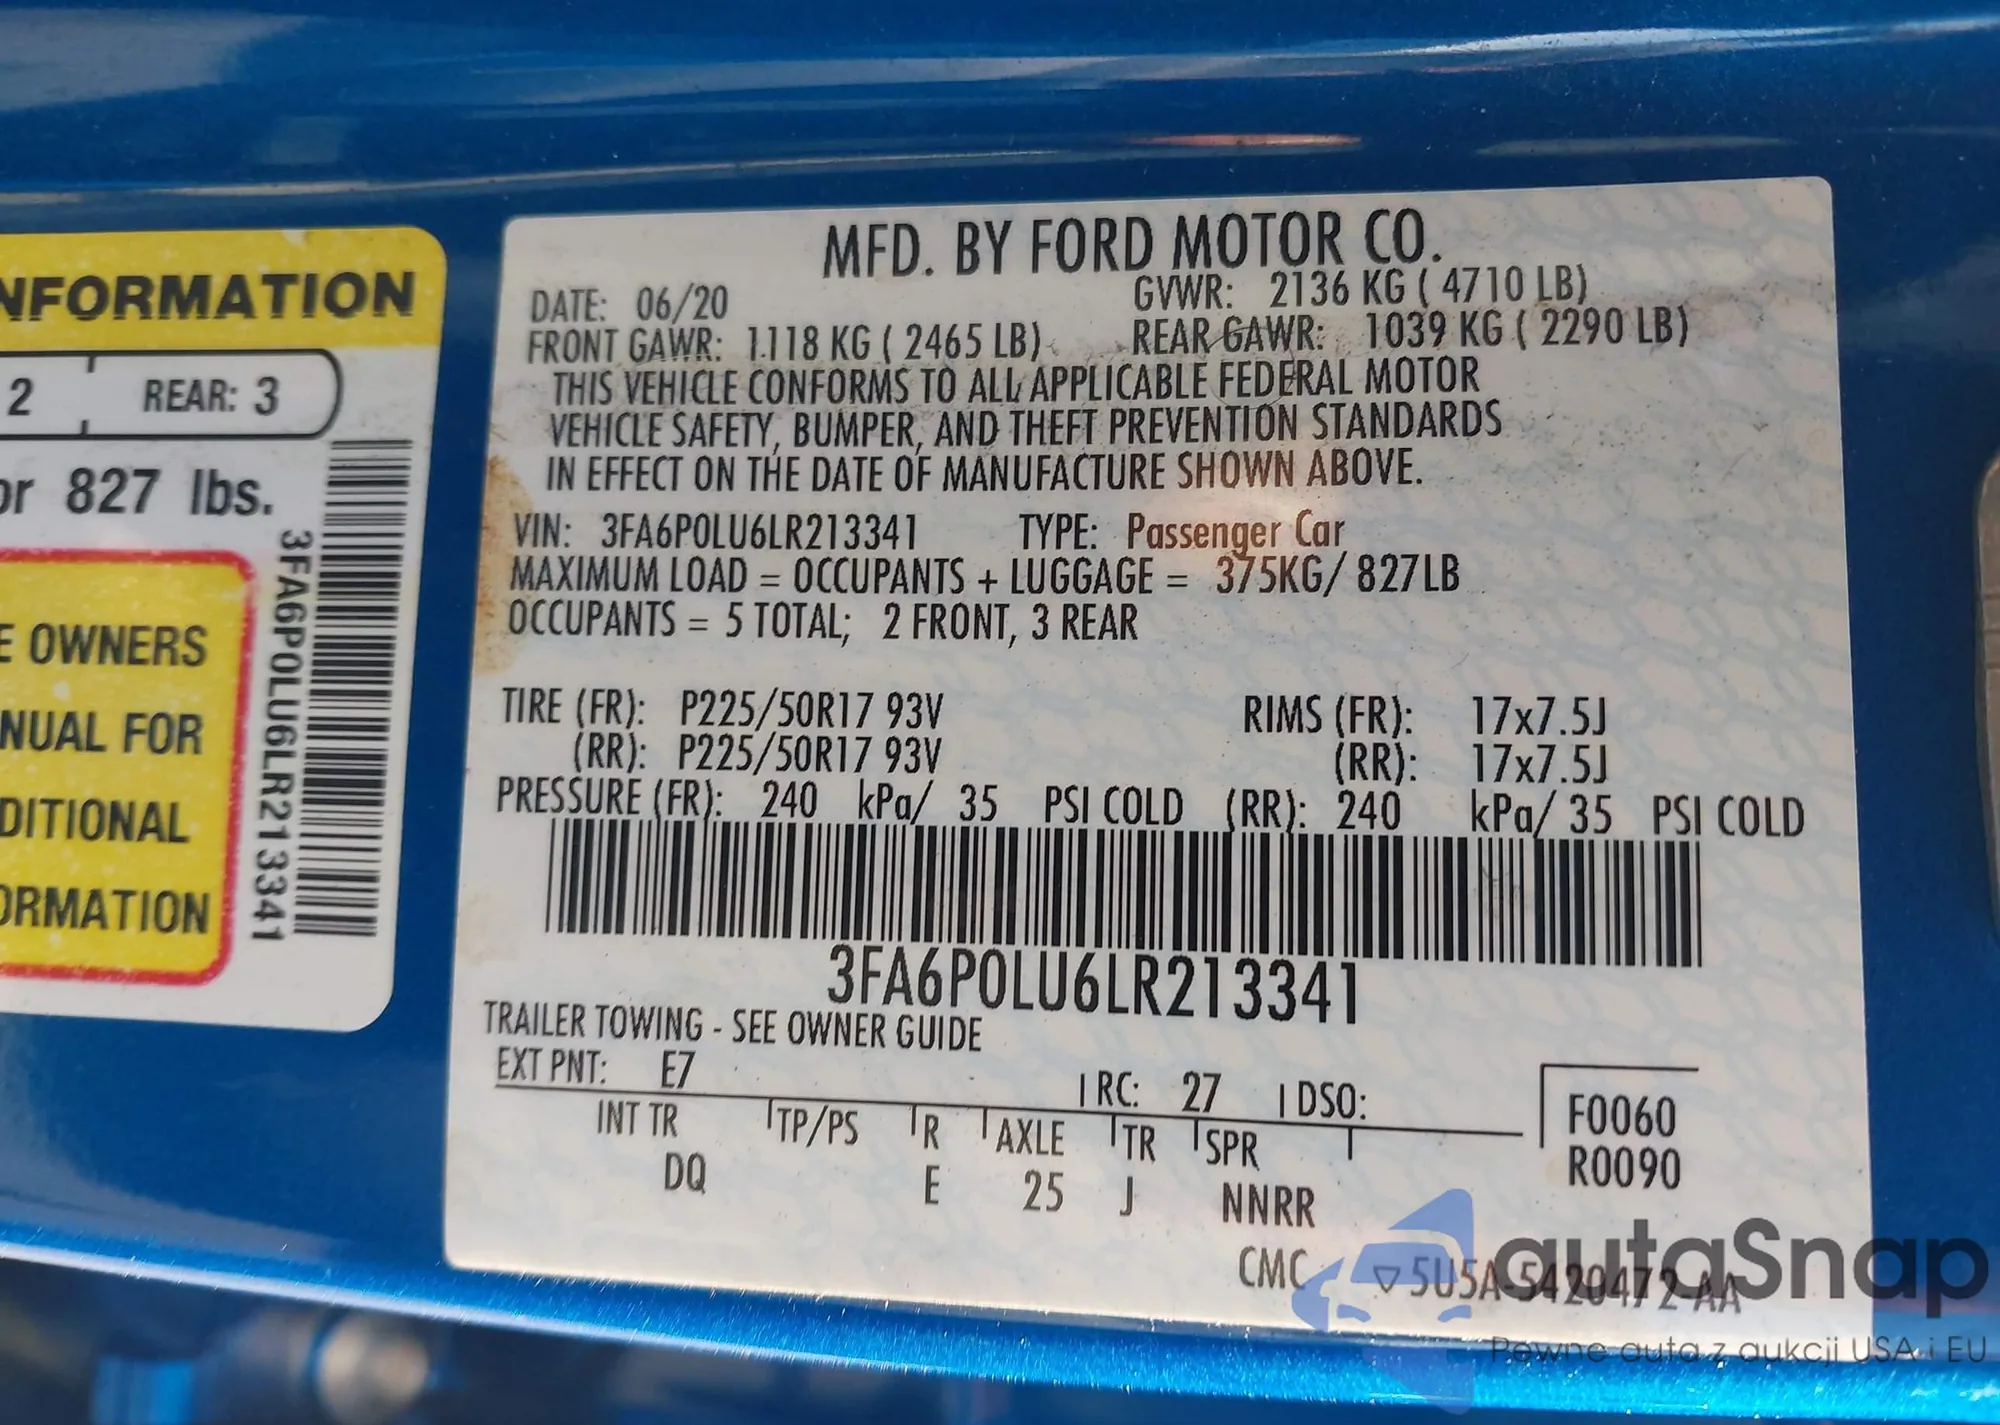 NFORMATION
2 REAR: 3
or 827 lbs.
E OWNERS
NUAL FOR
DITIONAL
ORMATION
3FA6P0LU6LR213341
MFD. BY FORD MOTOR CO.
DATE: 06/20 GVWR: 2136 KG ( 4710 LB)
FRONT GAWR: 1118 KG ( 2465 LB) REAR GAWR: 1039 KG ( 2290 LB)
THIS VEHICLE CONFORMS TO ALL APPLICABLE FEDERAL MOTOR
VEHICLE SAFETY, BUMPER, AND THEFT PREVENTION STANDARDS
IN EFFECT ON THE DATE OF MANUFACTURE SHOWN ABOVE.
VIN: 3FA6P0LU6LR213341 TYPE: Passenger Car
MAXIMUM LOAD = OCCUPANTS + LUGGAGE = 375KG/ 827LB
OCCUPANTS = 5 TOTAL; 2 FRONT, 3 REAR
TIRE (FR): P225/50R17 93V RIMS (FR): 17x7.5J
(RR): P225/50R17 93V (RR): 17x7.5J
PRESSURE (FR): 240 kPa/ 35 PSI COLD (RR): 240 kPa/ 35 PSI COLD
3FA6P0LU6LR213341
TRAILER TOWING - SEE OWNER GUIDE
EXT PNT: E7 RC: 27 DSO:
INT TR TP/PS R AXLE TR SPR
DQ E 25 J NNRR
F0060
R0090
CMC 5U5A-5420472-AA
autaSnap
Pewne auta z aukcji USA i EU